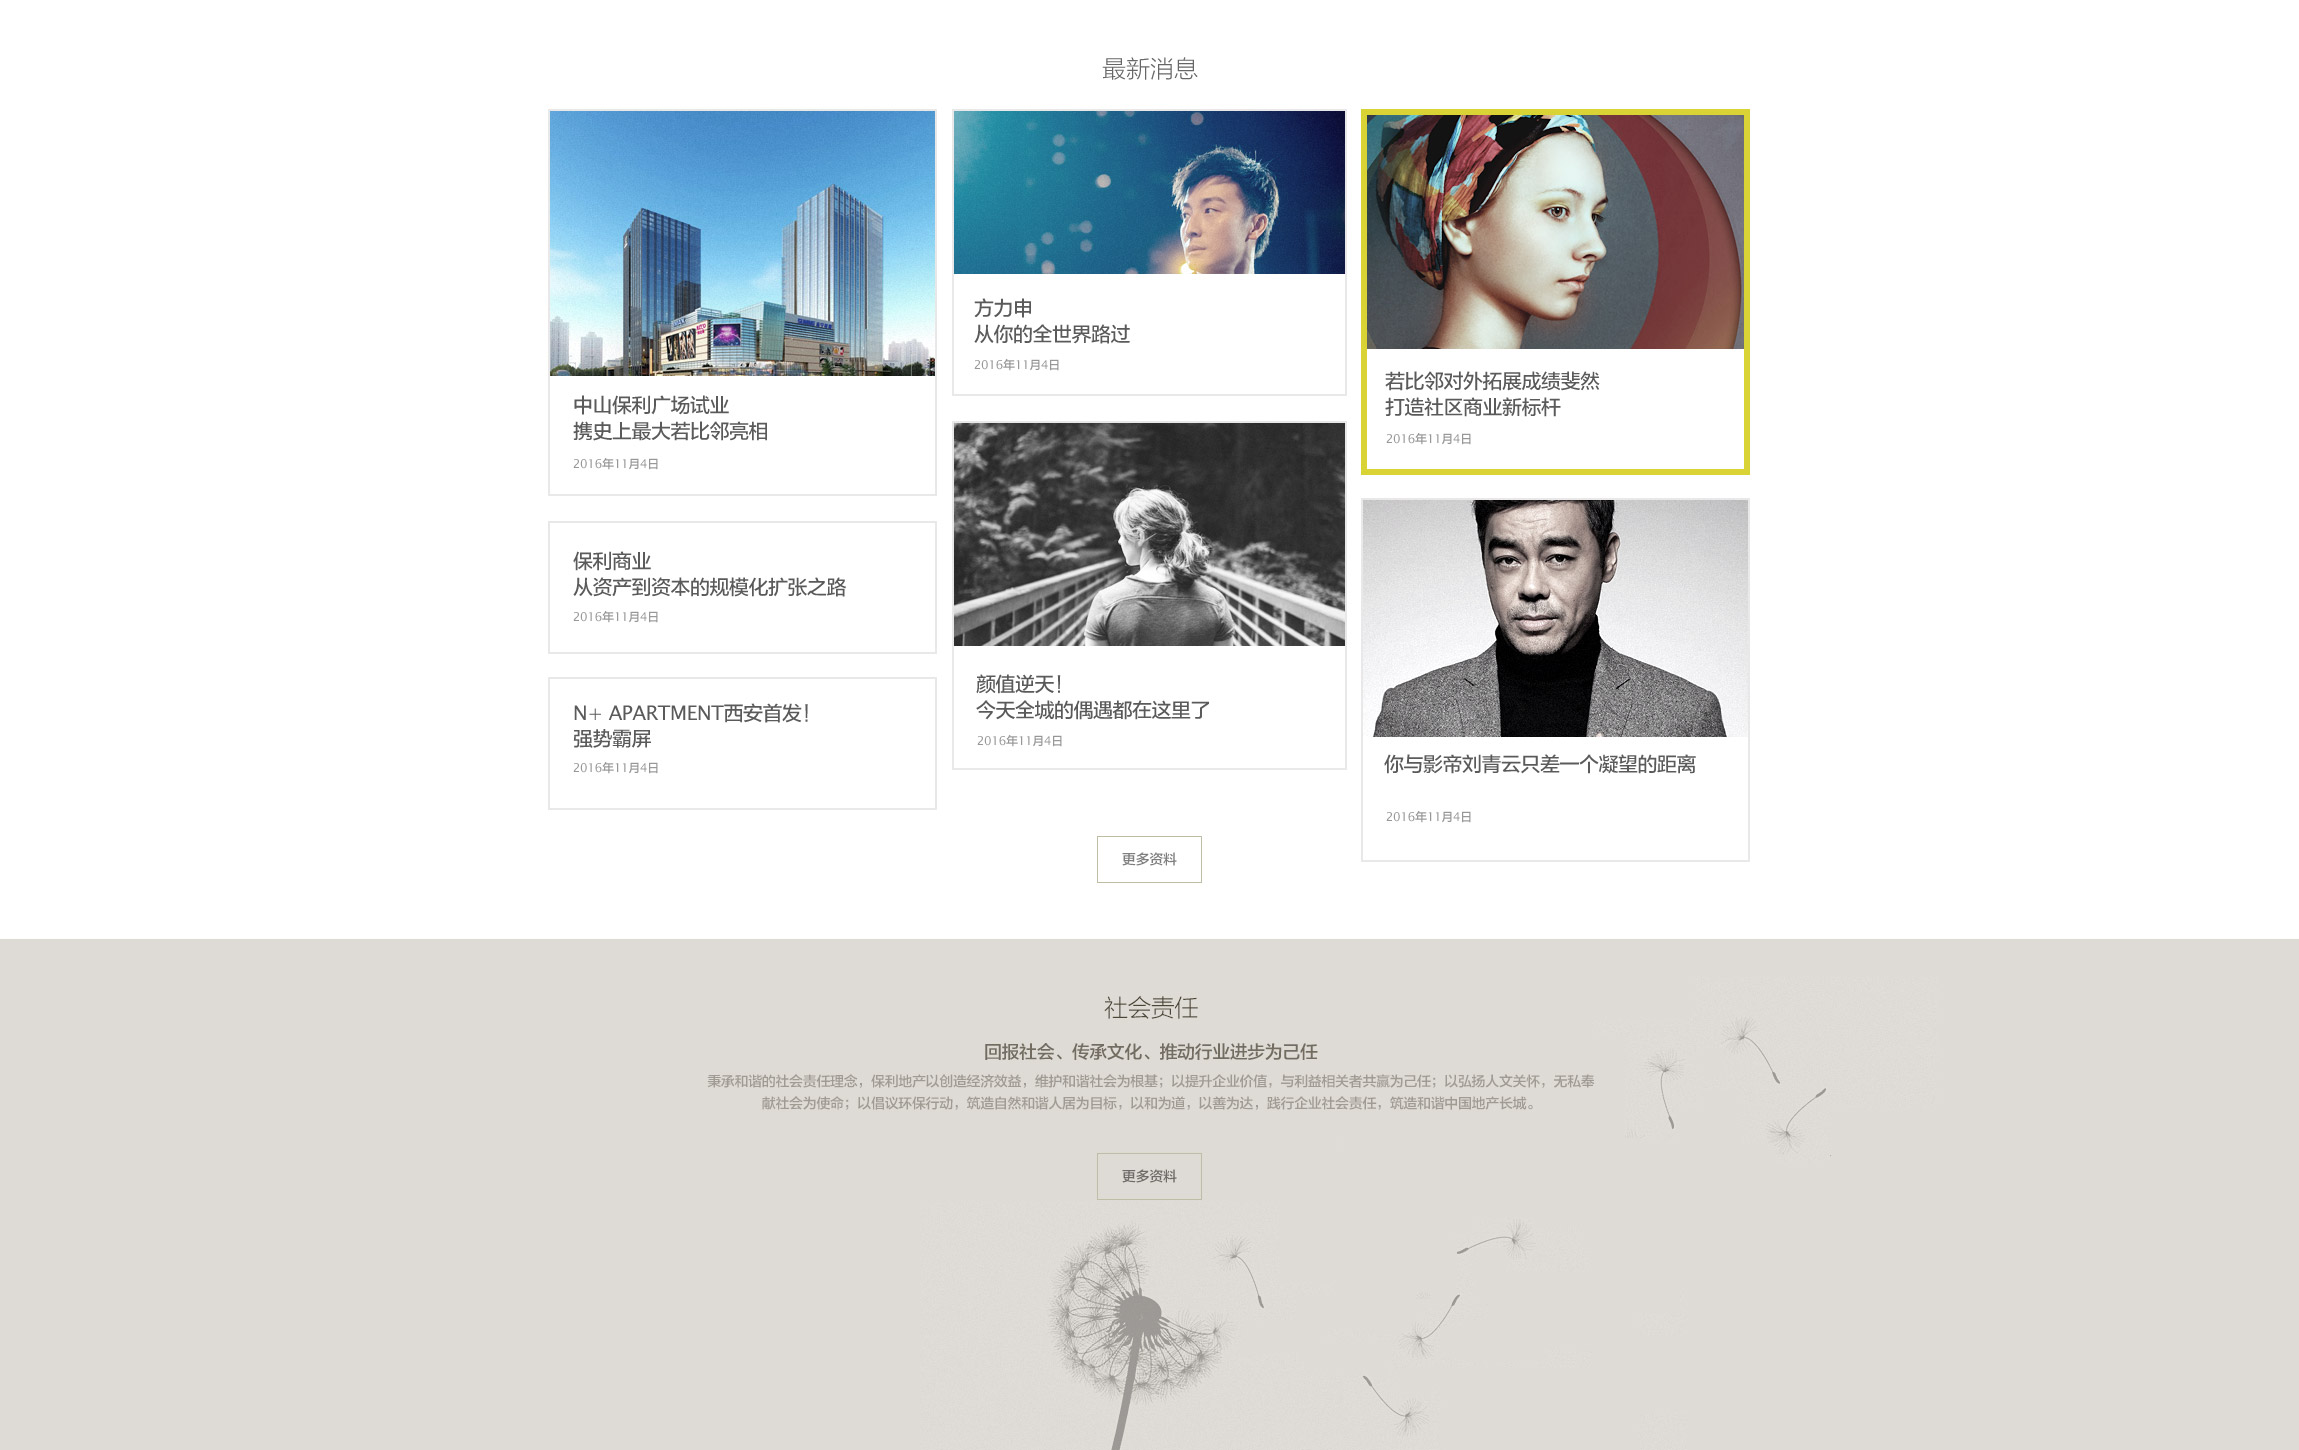 最新消息
中山保利广场试业
携史上最大若比邻亮相
2016年11月4日
保利商业
从资产到资本的规模化扩张之路
2016年11月4日
N+ APARTMENT西安首发！
强势霸屏
2016年11月4日
方力申
从你的全世界路过
2016年11月4日
颜值逆天！
今天全城的偶遇都在这里了
2016年11月4日
若比邻对外拓展成绩斐然
打造社区商业新标杆
2016年11月4日
你与影帝刘青云只差一个凝望的距离
2016年11月4日
更多资料
社会责任
回报社会、传承文化、推动行业进步为己任
秉承和谐的社会责任理念，保利地产以创造经济效益，维护和谐社会为根基；以提升企业价值，与利益相关者共赢为己任；以弘扬人文关怀，无私奉
献社会为使命；以倡议环保行动，筑造自然和谐人居为目标，以和为道，以善为达，践行企业社会责任，筑造和谐中国地产长城。
更多资料